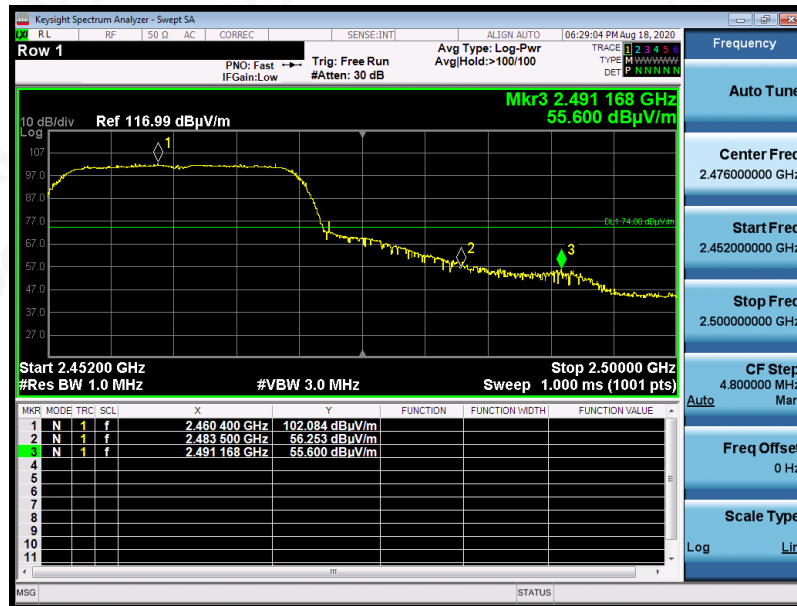 Keysight Spectrum Analyzer - Swept SA
LXI RL RF 50 Ω AC CORREC SENSE:INT ALIGN AUTO 06:29:04 PM Aug 18, 2020
Row 1 Avg Type: Log-Pwr TRACE 1 2 3 4 5 6
PNO: Fast Trig: Free Run Avg|Hold:>100/100 TYPE M WWWWW
IFGain:Low #Atten: 30 dB DET P N N N N N
Mkr3 2.491 168 GHz
10 dB/div Ref 116.99 dBµV/m 55.600 dBµV/m
Log
1
107
97.0
87.0
77.0
DL1 74.00 dBµV/m
67.0
2 3
57.0
47.0
37.0
27.0
Start 2.45200 GHz Stop 2.50000 GHz
#Res BW 1.0 MHz #VBW 3.0 MHz Sweep 1.000 ms (1001 pts)
MKR MODE TRC SCL X Y FUNCTION FUNCTION WIDTH FUNCTION VALUE
1 N 1 f 2.460 400 GHz 102.084 dBµV/m
2 N 1 f 2.483 500 GHz 56.253 dBµV/m
3 N 1 f 2.491 168 GHz 55.600 dBµV/m
4
5
6
7
8
9
10
11
MSG STATUS
Frequency
Auto Tune
Center Freq
2.476000000 GHz
Start Freq
2.452000000 GHz
Stop Freq
2.500000000 GHz
CF Step
4.800000 MHz
Auto Man
Freq Offset
0 Hz
Scale Type
Log Lin